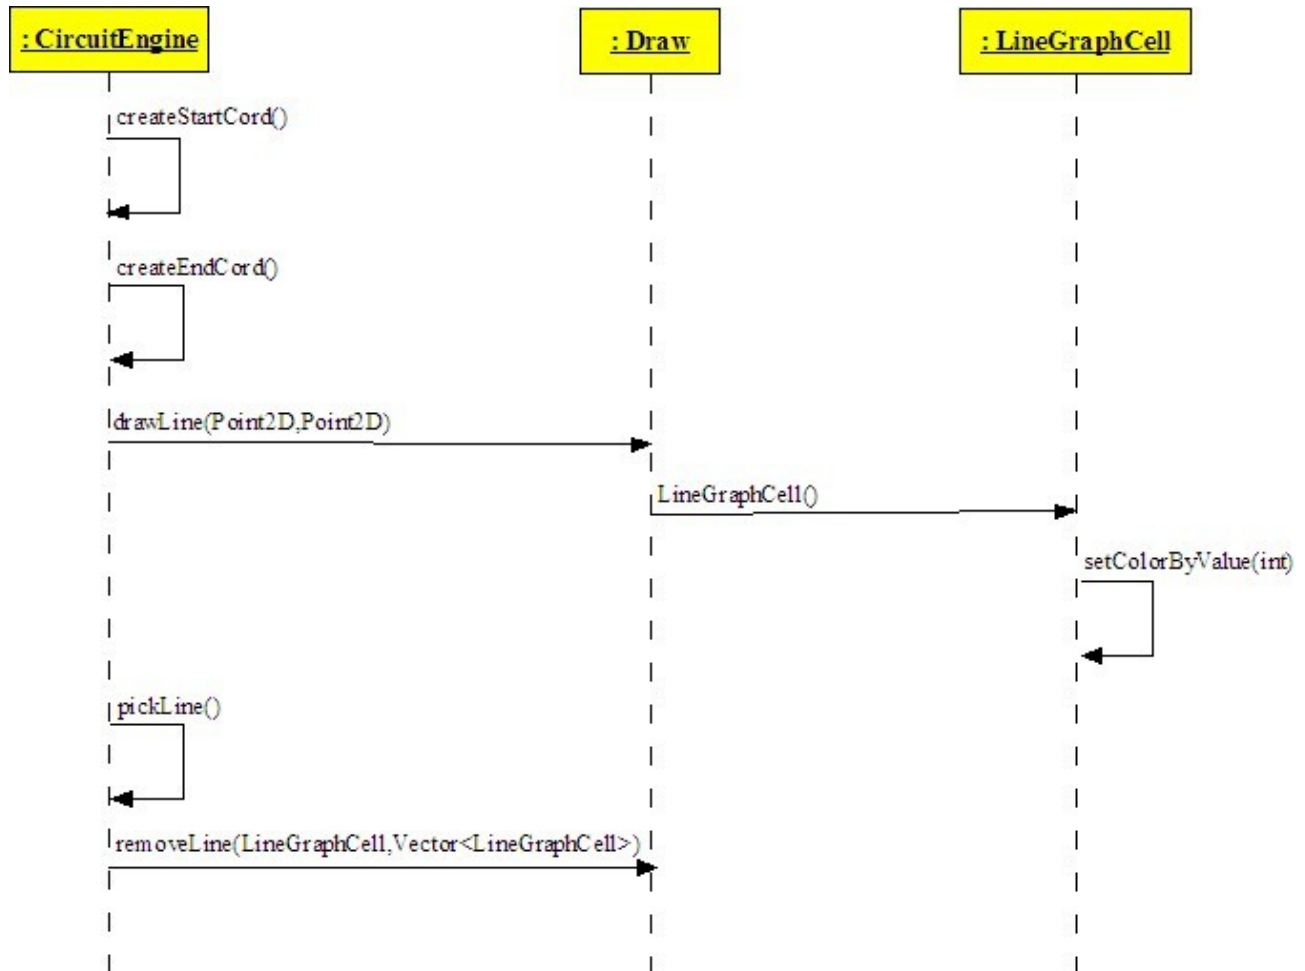 : CircuitEngine
: Draw
: LineGraphCell
createStartCord()
createEndCord()
drawLine(Point2D,Point2D)
LineGraphCell()
setColorByValue(int)
pickLine()
removeLine(LineGraphCell,Vector<LineGraphCell>)